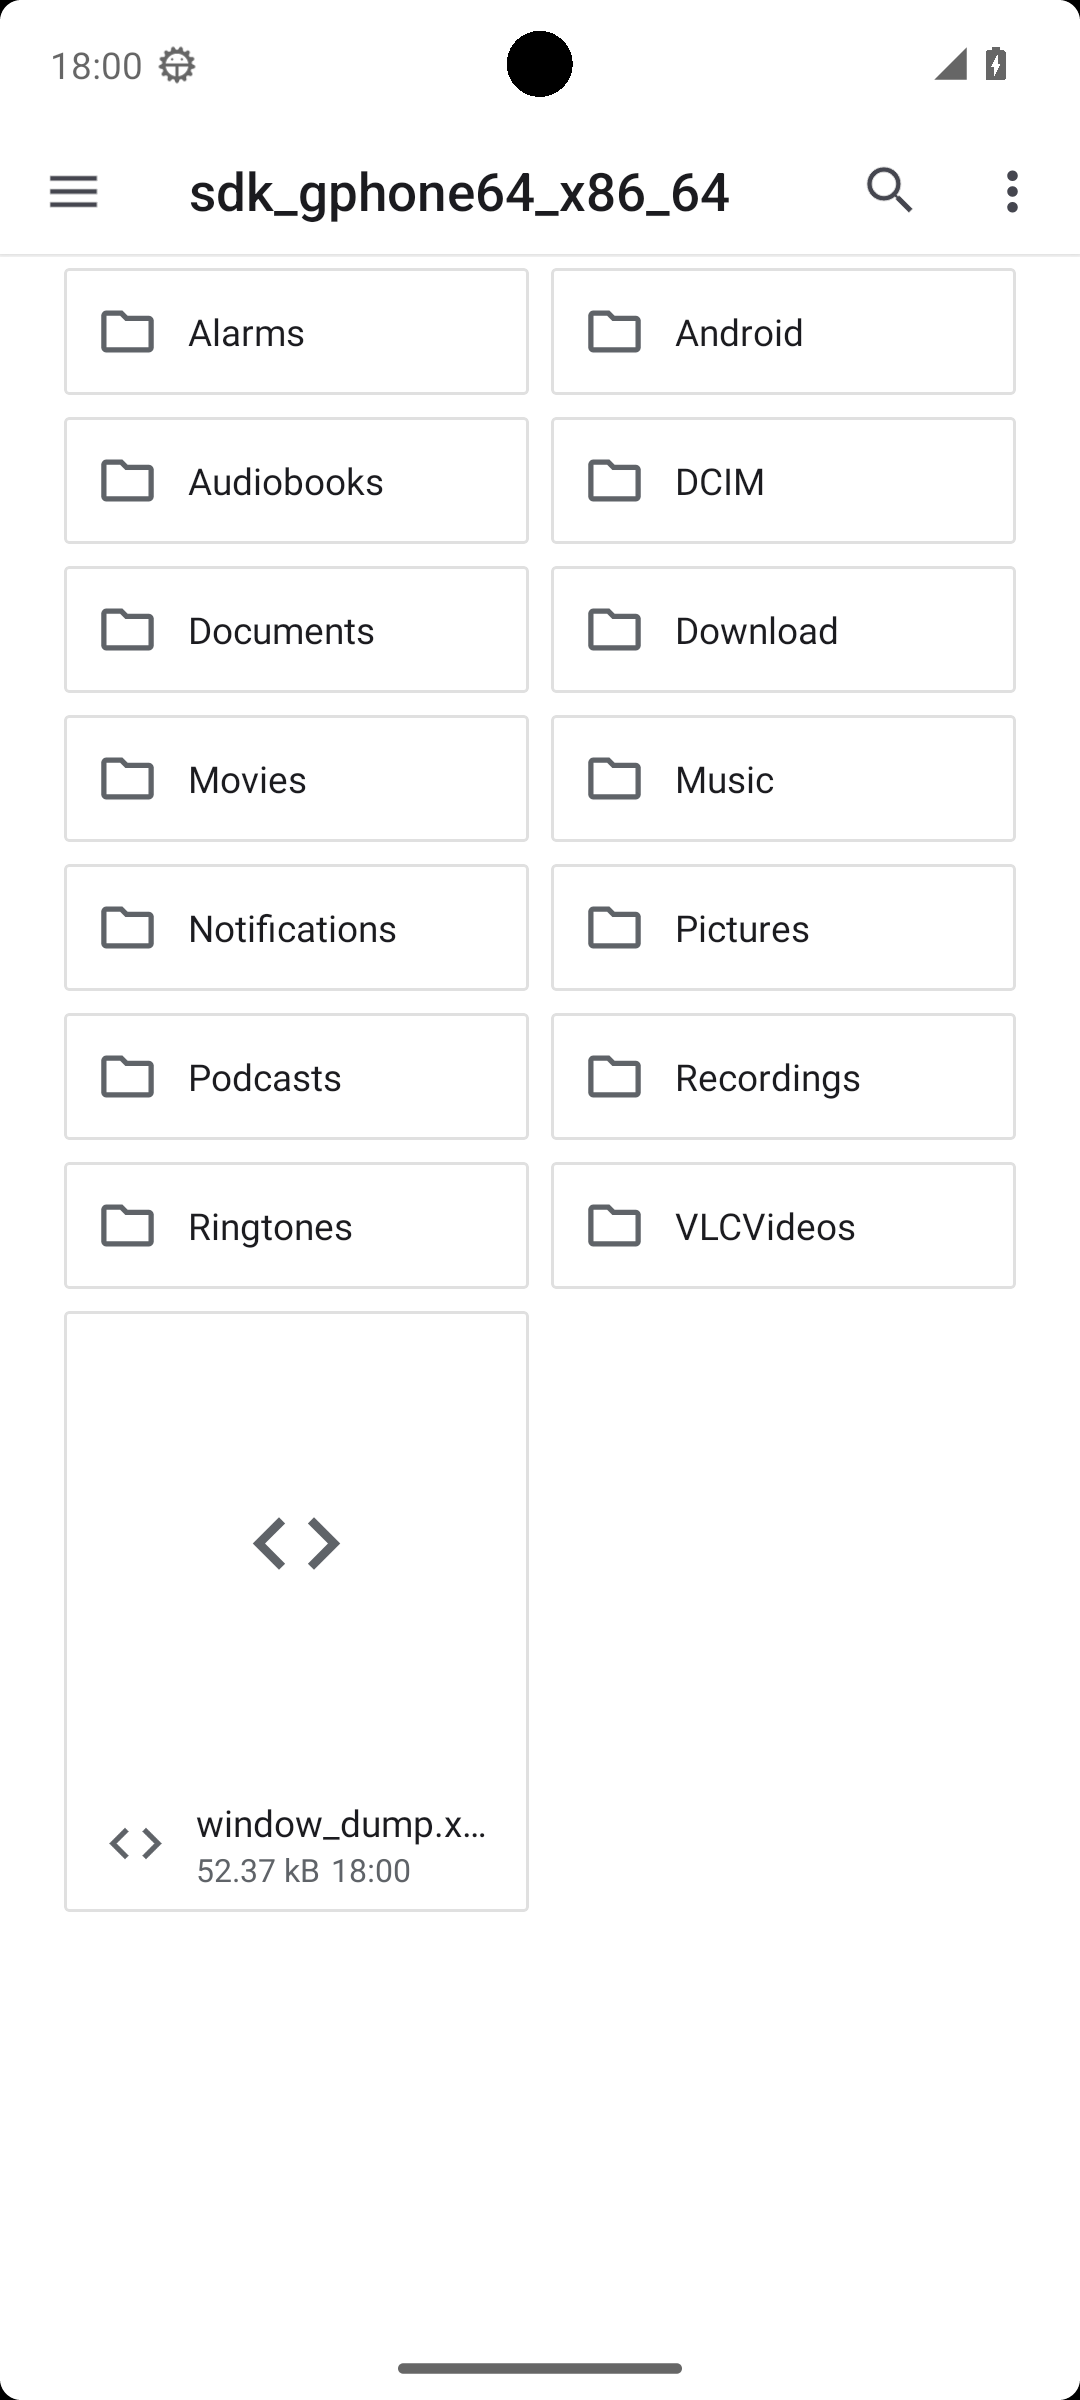 18:00
sdk_gphone64_x86_64
Alarms
Android
Audiobooks
DCIM
Documents
Download
Movies
Music
Notifications
Pictures
Podcasts
Recordings
Ringtones
VLCVideos
window_dump.x…
52.37 kB 18:00